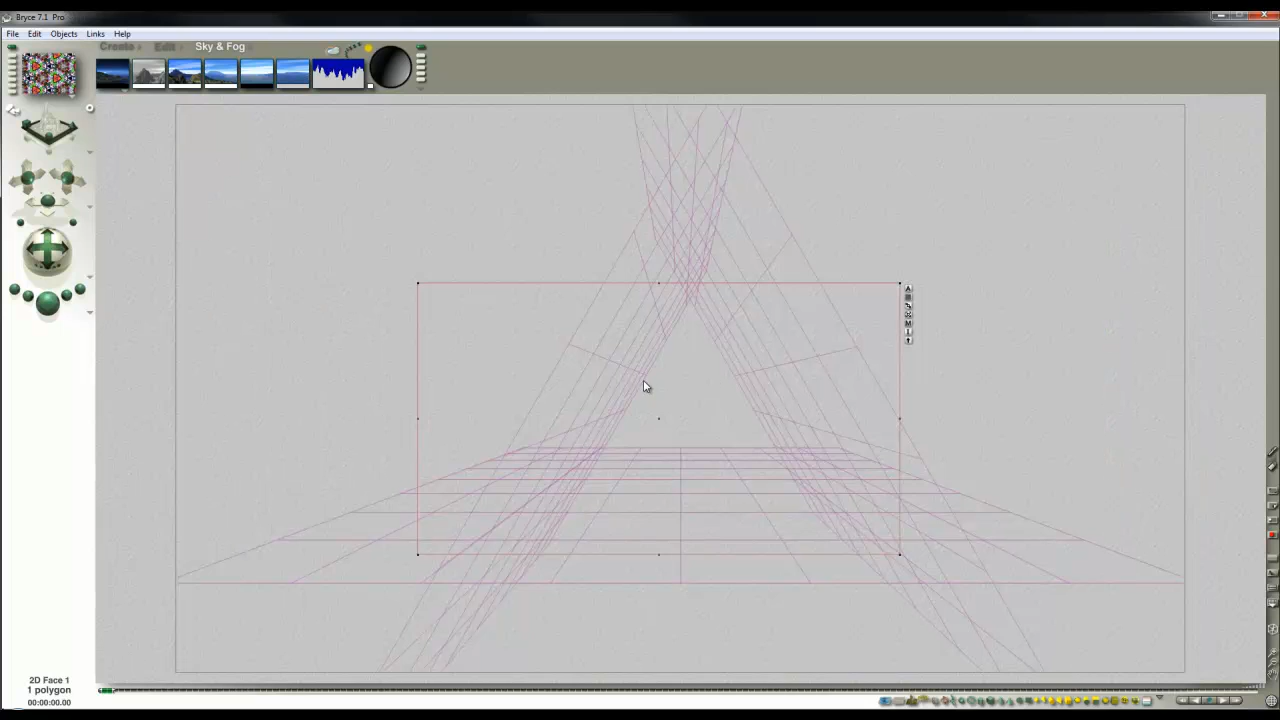 Bryce 7.1 Pro
File Edit Objects Links Help
Create Edit Sky & Fog
A
M
2D Face 1
1 polygon
00:00:00.00